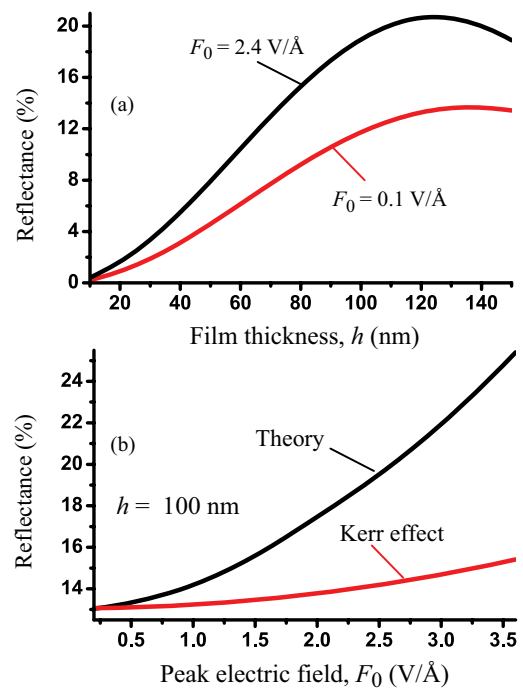 20
16
12
8
4
0
Reflectance (%)
F0 = 2.4 V/Å
(a)
F0 = 0.1 V/Å
20 40 60 80 100 120 140
Film thickness, h (nm)
24
22
20
18
16
14
Reflectance (%)
(b)
Theory
h = 100 nm
Kerr effect
0.5 1.0 1.5 2.0 2.5 3.0 3.5
Peak electric field, F0 (V/Å)